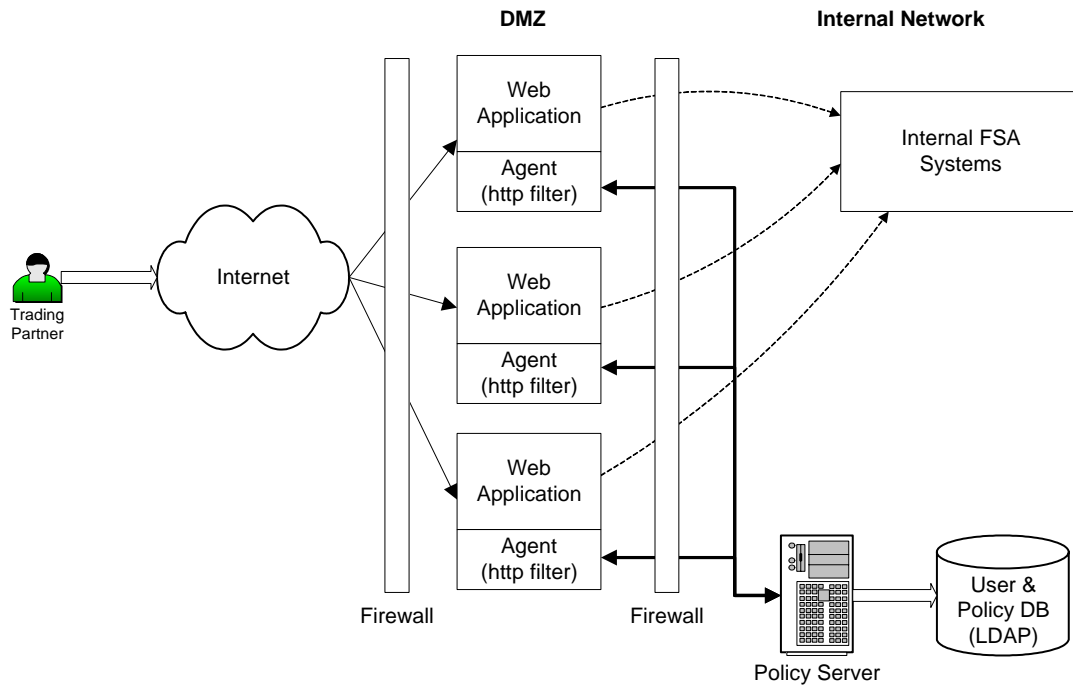 DMZ
Internal Network
Web
Application
Agent
(http filter)
Internal FSA
Systems
Internet
Trading
Partner
Web
Application
Agent
(http filter)
Web
Application
Agent
(http filter)
Firewall
Firewall
User &
Policy DB
(LDAP)
Policy Server